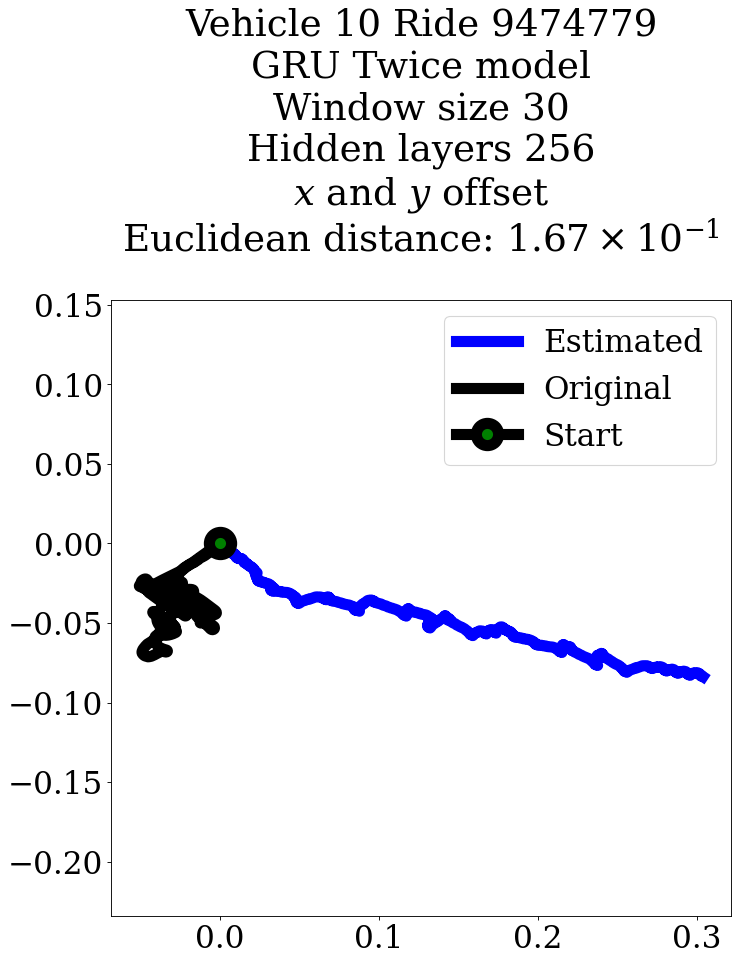 Vehicle 10 Ride 9474779
GRU Twice model
Window size 30
Hidden layers 256
x and y offset
Euclidean distance: 1.67 × 10⁻¹
Estimated
Original
Start
0.15
0.10
0.05
0.00
−0.05
−0.10
−0.15
−0.20
0.0 0.1 0.2 0.3